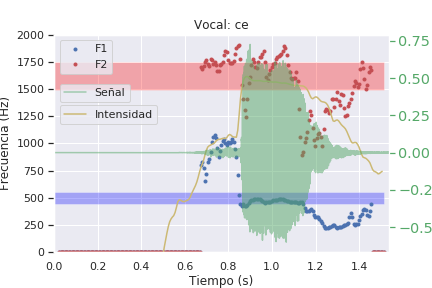 Vocal: ce
2000
1750
1500
1250
1000
750
500
250
0
Frecuencia (Hz)
F1
F2
Señal
Intensidad
0.75
0.50
0.25
0.00
−0.2
−0.5
0.0 0.2 0.4 0.6 0.8 1.0 1.2 1.4
Tiempo (s)